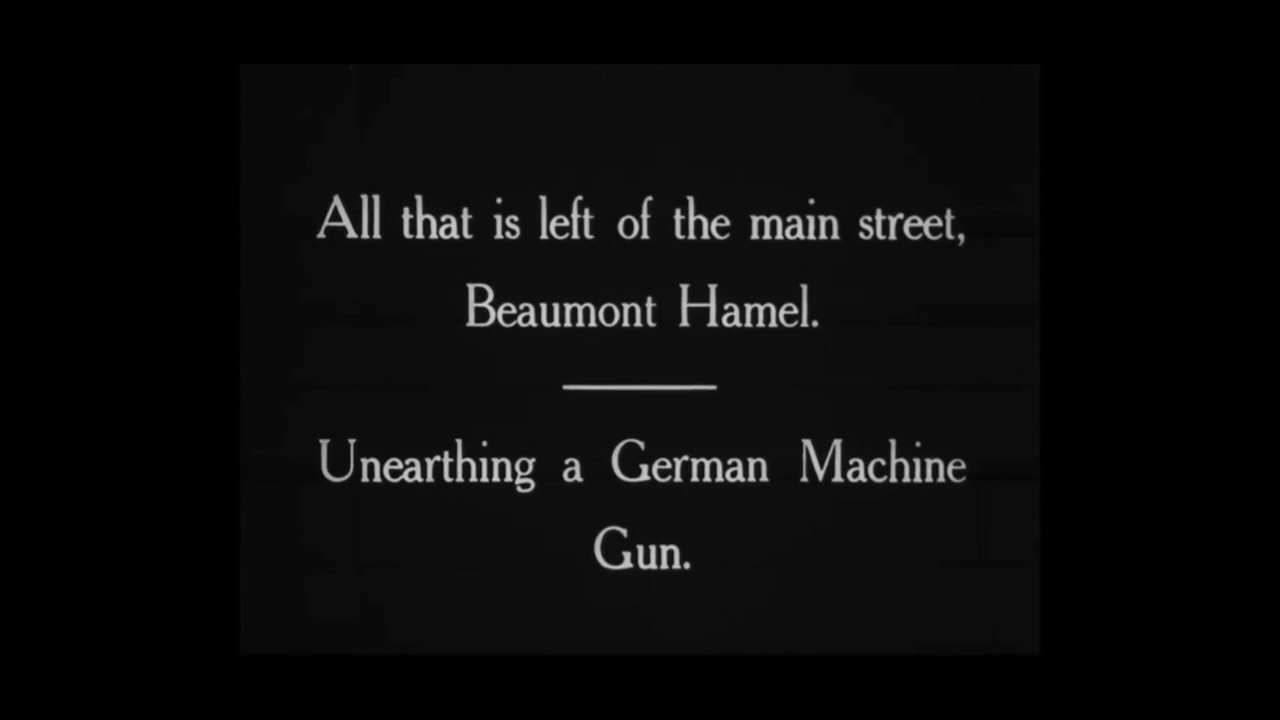 All that is left of the main street,
Beaumont Hamel.
Unearthing a German Machine
Gun.